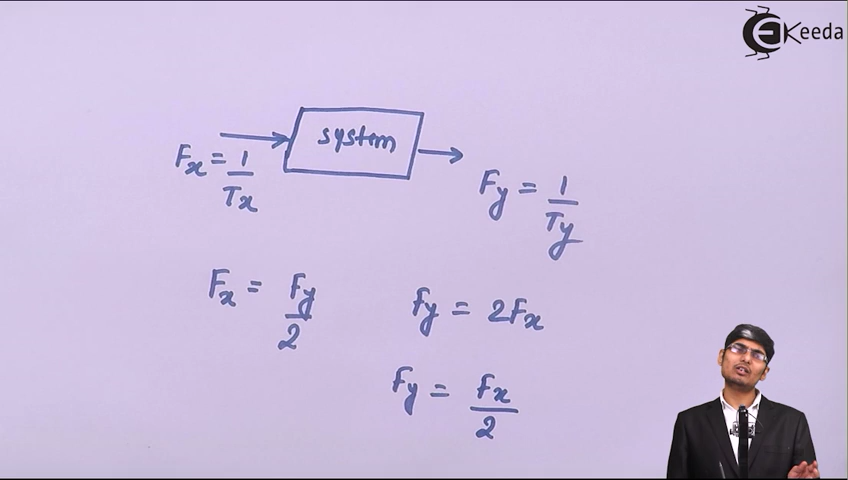 EKeeda
system
Fx = 1/Tx
Fy = 1/Ty
Fx = Fy/2
Fy = 2Fx
Fy = Fx/2